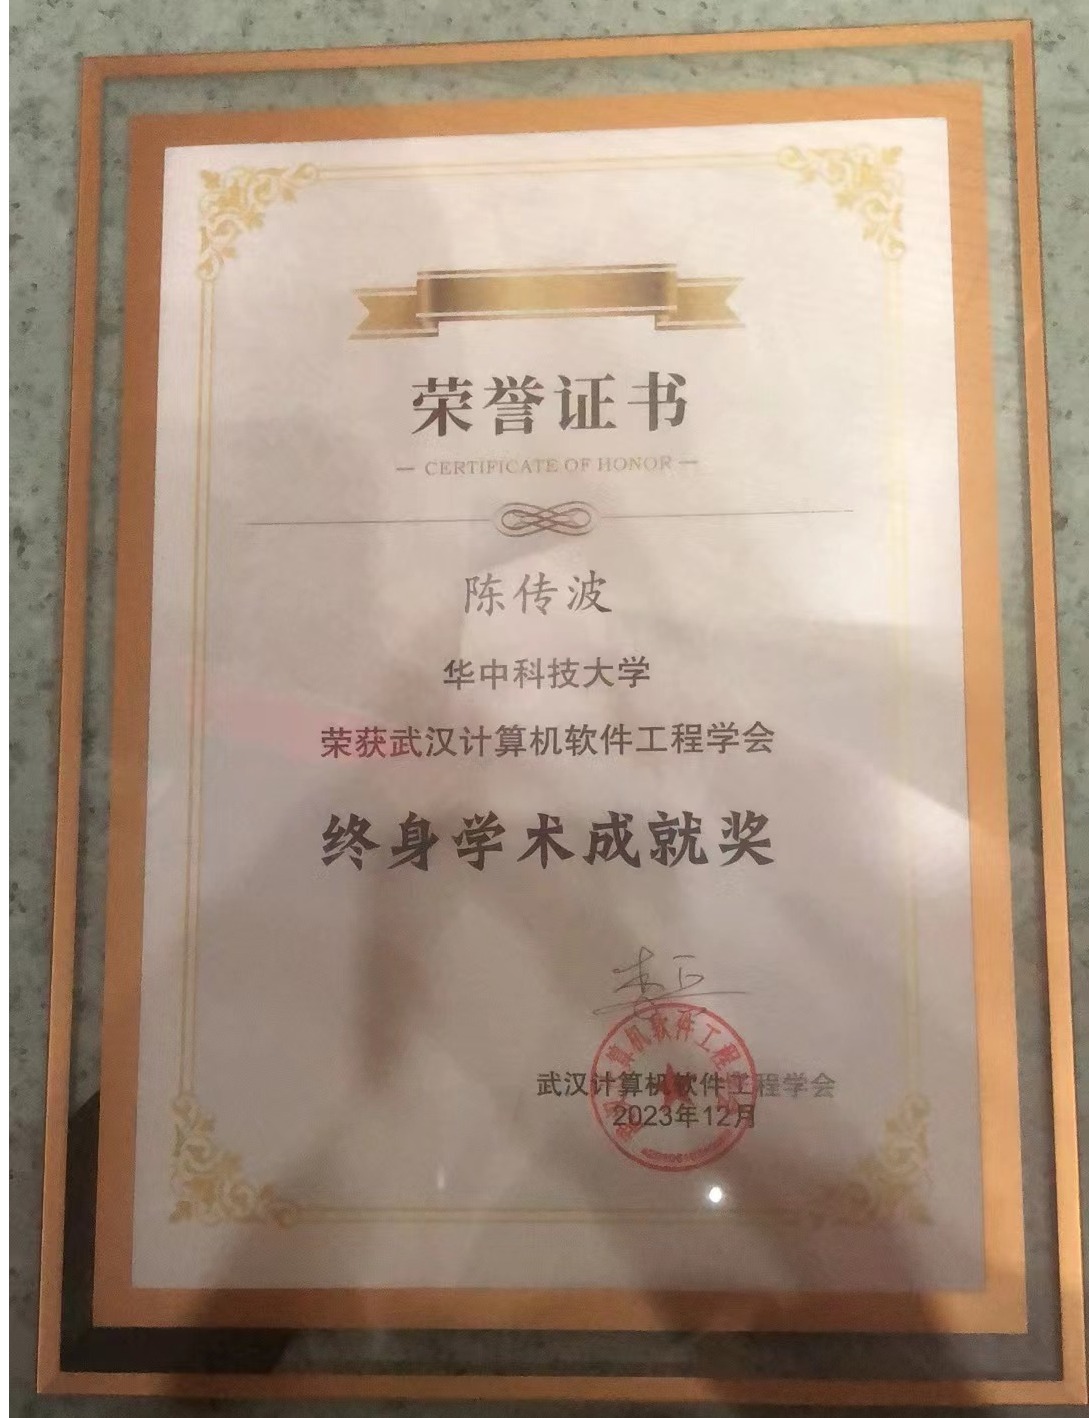 荣誉证书
CERTIFICATE OF HONOR
陈传波
华中科技大学
荣获武汉计算机软件工程学会
终身学术成就奖
武汉计算机软件工程学会
2023年12月